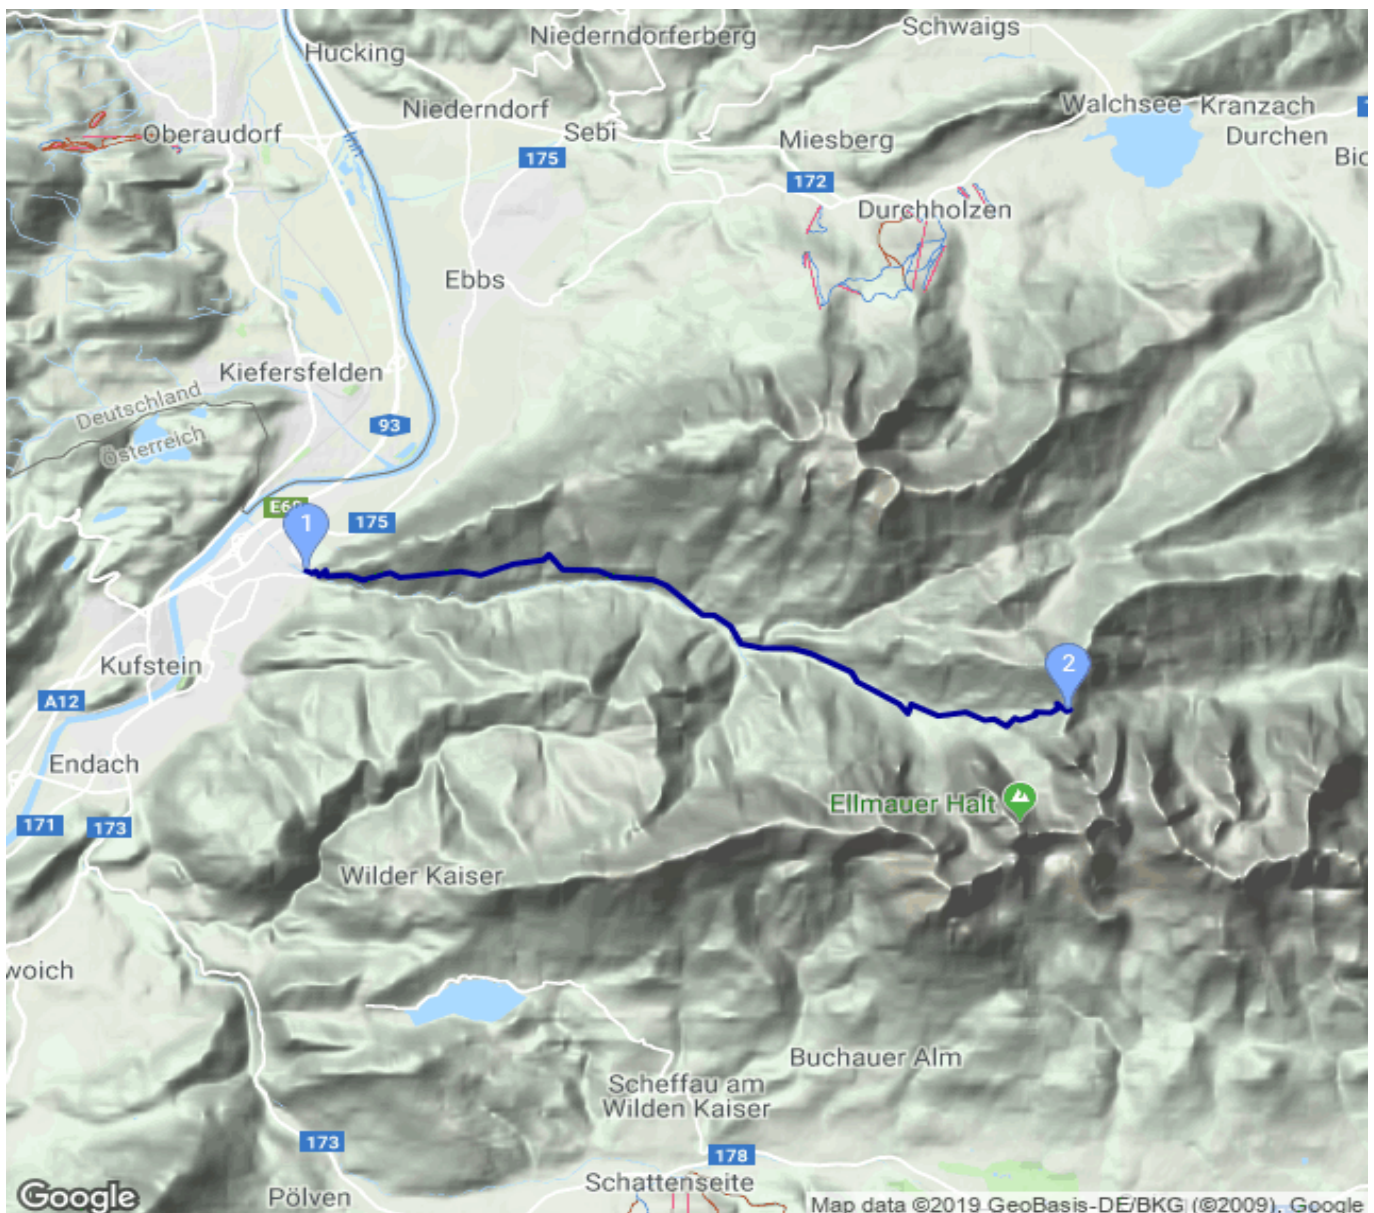 Schwaigs
Niederndorferberg
Hucking
Niederndorf
Walchsee
Kranzach
Sebi
Oberaudorf
Inn
Miesberg
Durchen
175
172
Durchholzen
Ebbs
Kiefersfelden
Deutschland
93
Österreich
1
175
Kufstein
2
A12
Endach
Ellmauer Halt
171
173
Wilder Kaiser
Buchauer Alm
Scheffau am
Wilden Kaiser
173
178
Schattenseite
Pölven
Google
Map data ©2019 GeoBasis-DE/BKG (©2009), Google